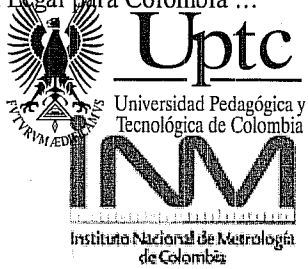 Legal para Colombia ...
Uptc
Universidad Pedagógica y
Tecnológica de Colombia
FVTVRVM ÆDIFICAMVS
INM
Instituto Nacional de Metrología
de Colombia